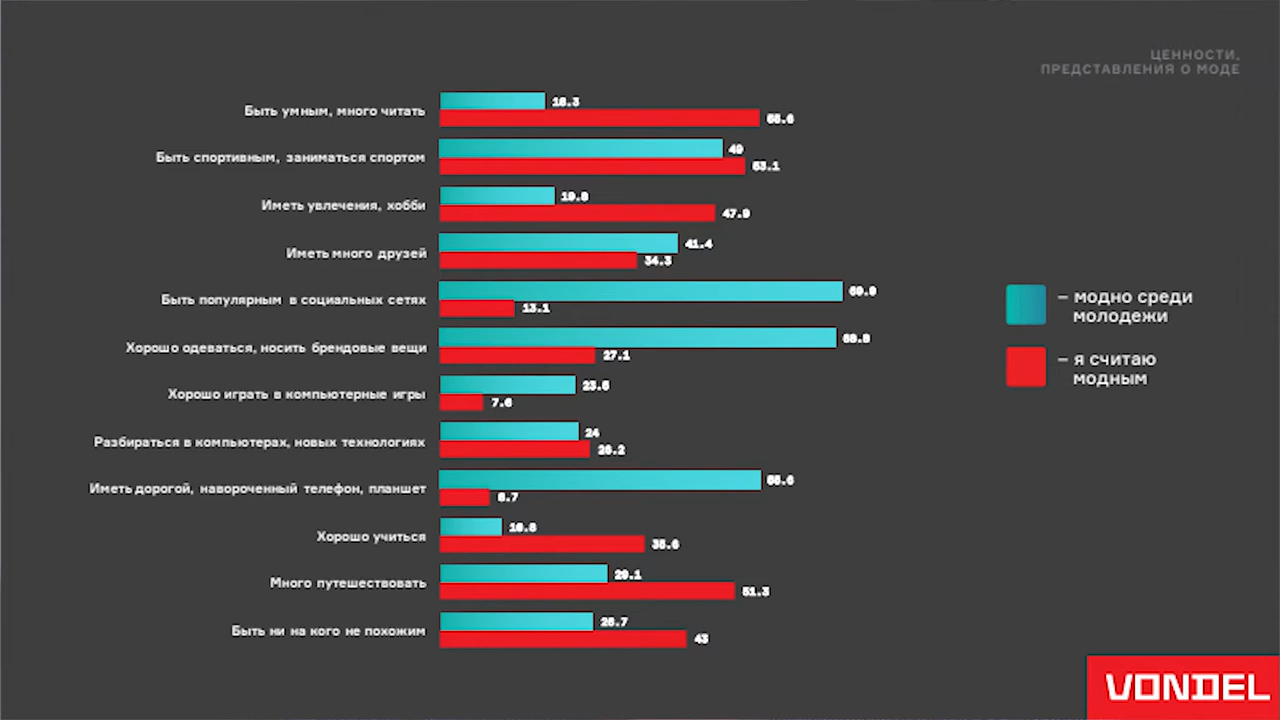 ЦЕННОСТИ,
ПРЕДСТАВЛЕНИЯ О МОДЕ
Быть умным, много читать
18.3
55.6
Быть спортивным, заниматься спортом
49
53.1
Иметь увлечения, хобби
19.8
47.9
Иметь много друзей
41.4
34.3
Быть популярным в социальных сетях
69.9
13.1
Хорошо одеваться, носить брендовые вещи
68.8
27.1
Хорошо играть в компьютерные игры
23.5
7.6
Разбираться в компьютерах, новых технологиях
24
26.2
Иметь дорогой, навороченный телефон, планшет
55.6
8.7
Хорошо учиться
10.8
35.6
Много путешествовать
29.1
51.3
Быть ни на кого не похожим
26.7
43
– модно среди
молодежи
– я считаю
модным
VONDEL